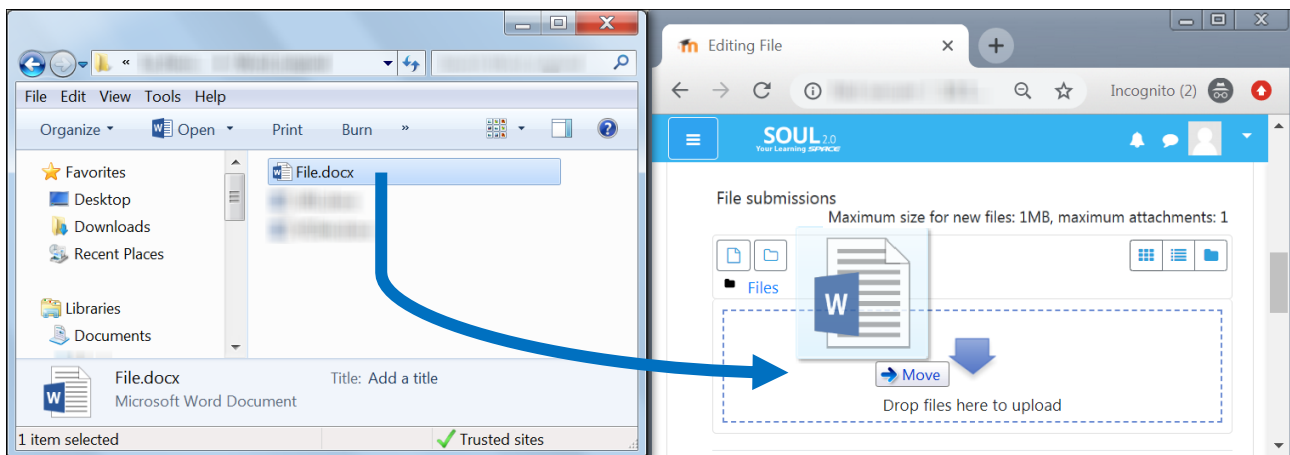 «
File Edit View Tools Help
Organize Open Print Burn »
Favorites
Desktop
Downloads
Recent Places
Libraries
Documents
File.docx
File.docx
Title: Add a title
Microsoft Word Document
1 item selected
Trusted sites
Editing File
Incognito (2)
SOUL 2.0
Your Learning SPACE
File submissions
Maximum size for new files: 1MB, maximum attachments: 1
Files
W
Move
Drop files here to upload